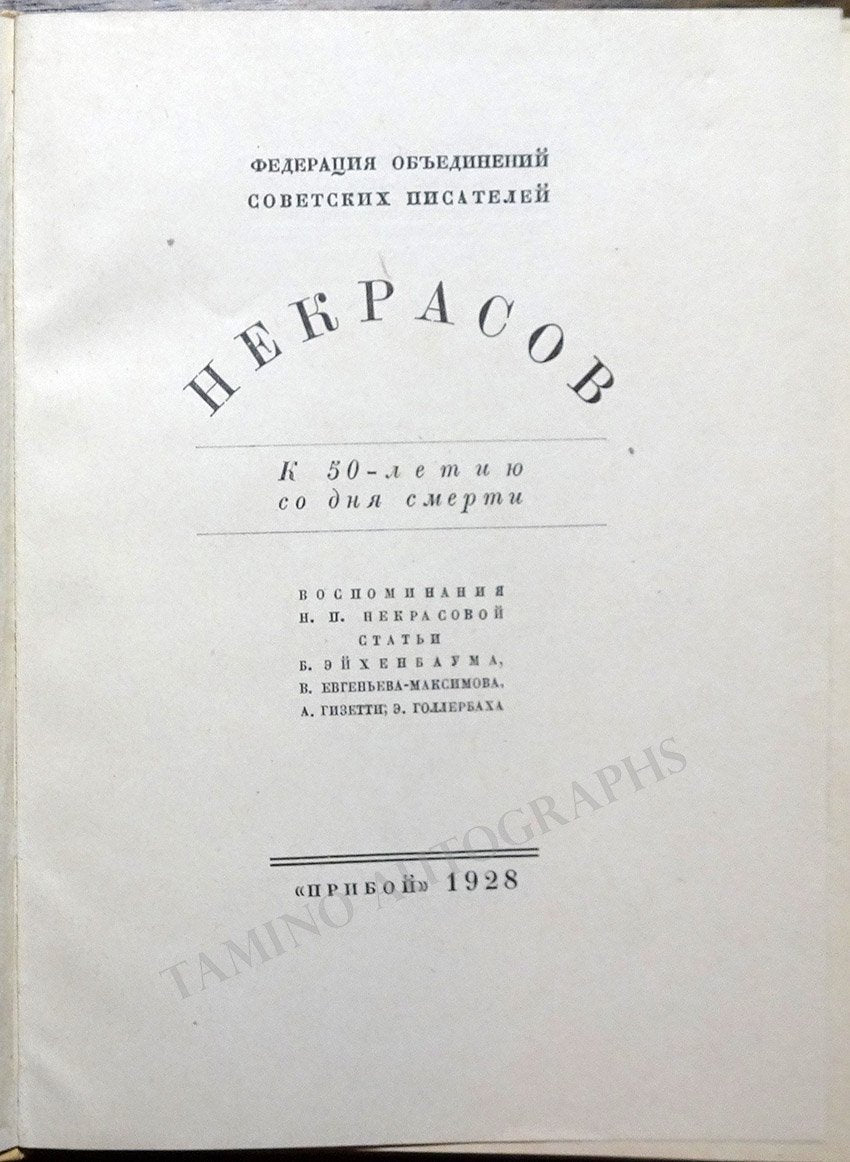 ФЕДЕРАЦИЯ ОБЪЕДИНЕНИЙ
СОВЕТСКИХ ПИСАТЕЛЕЙ
НЕКРАСОВ
К 50-летию
со дня смерти
ВОСПОМИНАНИЯ
Н. П. НЕКРАСОВОЙ
СТАТЬИ
Б. ЭЙХЕНБАУМА,
В. ЕВГЕНЬЕВА-МАКСИМОВА,
А. ГИЗЕТТИ, Э. ГОЛЛЕРБАХА
«ПРИБОЙ» 1928
TAMINO AUTOGRAPHS